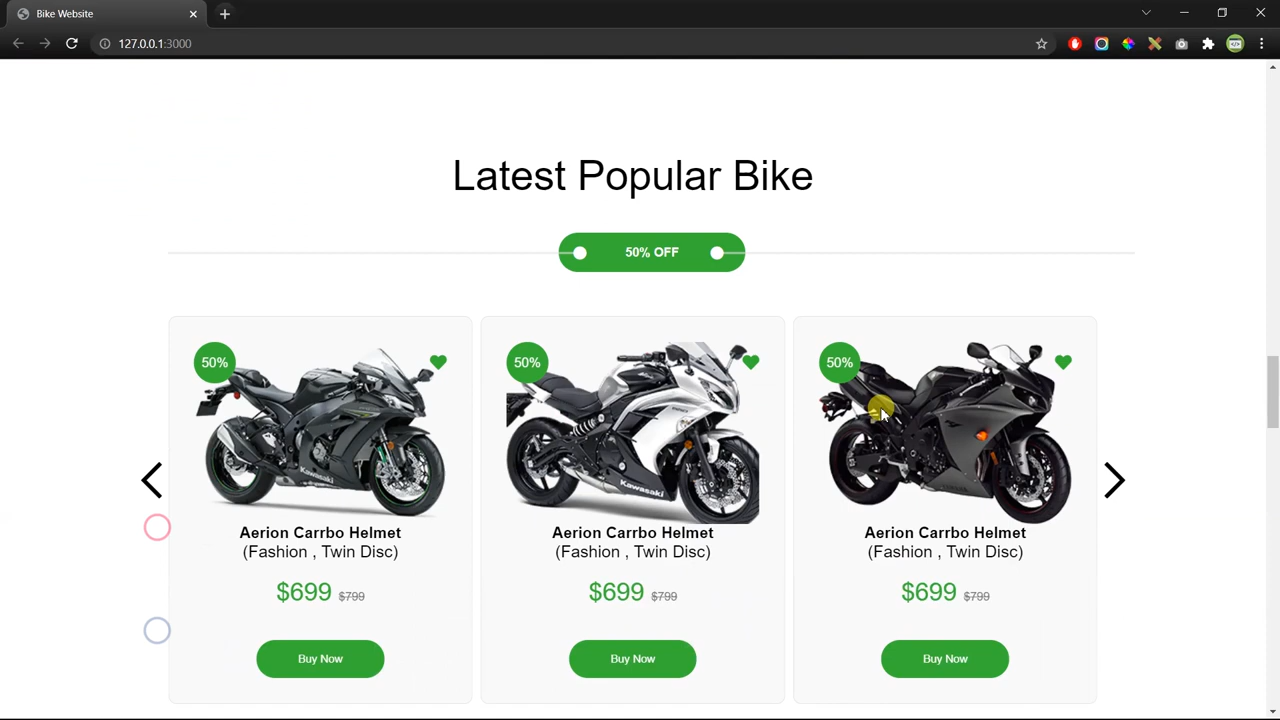 Bike Website
127.0.0.1:3000
Latest Popular Bike
50% OFF
50%
50%
50%
Kawasaki
Kawasaki
Aerion Carrbo Helmet
(Fashion , Twin Disc)
$699 $799
Buy Now
Aerion Carrbo Helmet
(Fashion , Twin Disc)
$699 $799
Buy Now
Aerion Carrbo Helmet
(Fashion , Twin Disc)
$699 $799
Buy Now